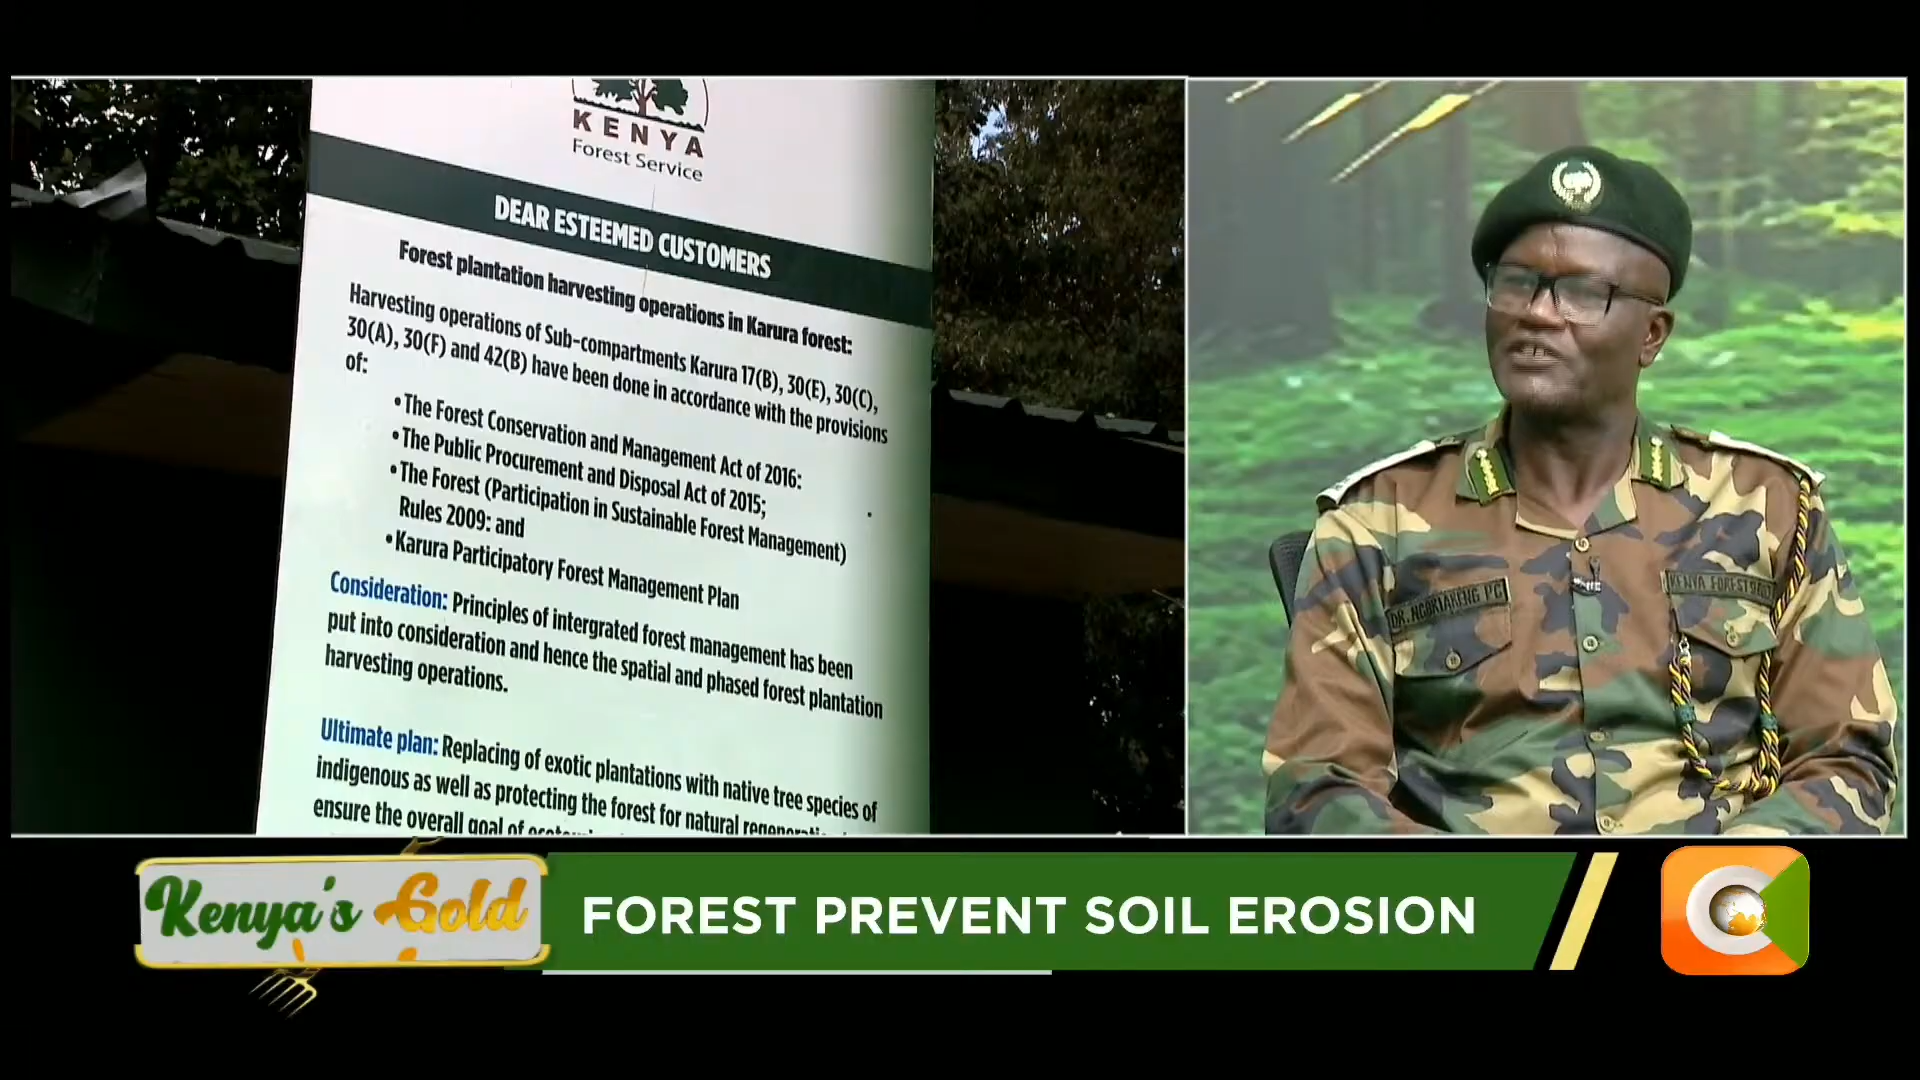 KENYA
Forest Service
DEAR ESTEEMED CUSTOMERS
Forest plantation harvesting operations in Karura forest:
Harvesting operations of Sub-compartments Karura 17(B), 30(E), 30(C),
30(A), 30(F) and 42(B) have been done in accordance with the provisions
of:
• The Forest Conservation and Management Act of 2016:
• The Public Procurement and Disposal Act of 2015;
• The Forest (Participation in Sustainable Forest Management)
Rules 2009: and
• Karura Participatory Forest Management Plan
Consideration: Principles of intergrated forest management has been
put into consideration and hence the spatial and phased forest plantation
harvesting operations.
Ultimate plan: Replacing of exotic plantations with native tree species of
indigenous as well as protecting the forest for natural
ensure the overall goal of
DR. NGORIARENG P C
KENYA FOREST
Kenya's Gold
FOREST PREVENT SOIL EROSION